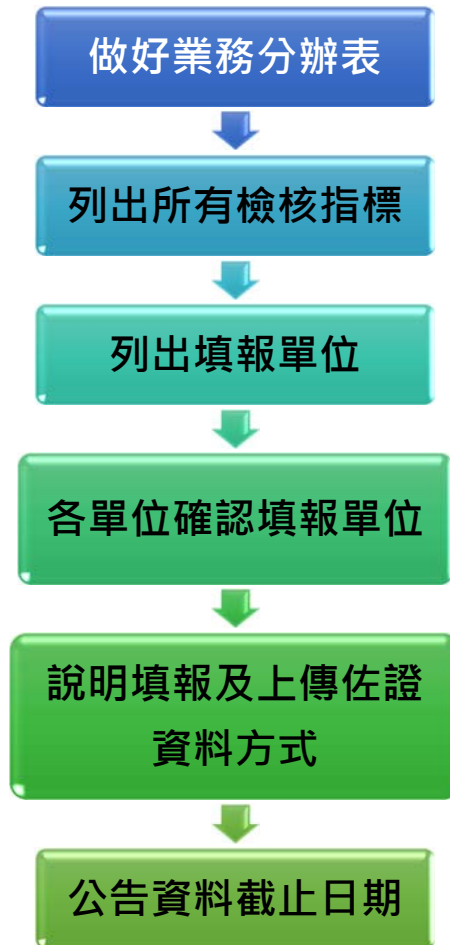 做好業務分辦表
列出所有檢核指標
列出填報單位
各單位確認填報單位
說明填報及上傳佐證
資料方式
公告資料截止日期